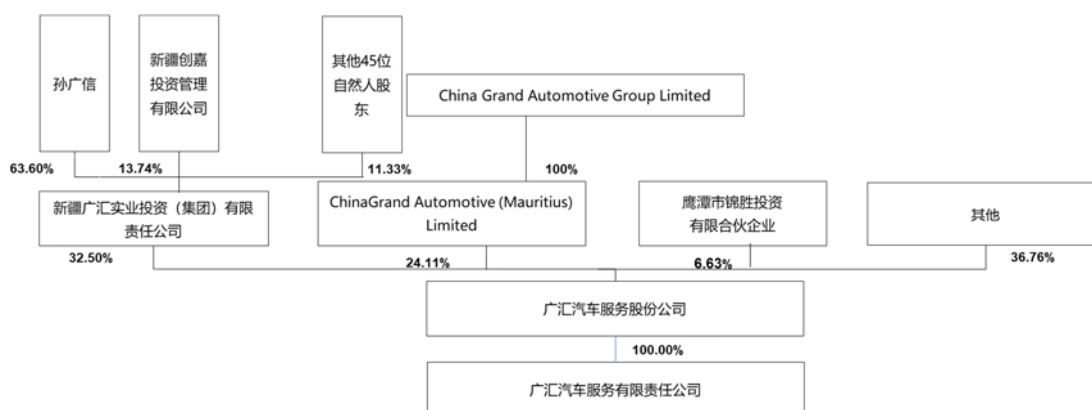 孙广信
新疆创嘉
投资管理
有限公司
其他45位
自然人股
东
China Grand Automotive Group Limited
63.60%
13.74%
11.33%
100%
新疆广汇实业投资（集团）有限
责任公司
ChinaGrand Automotive (Mauritius)
Limited
鹰潭市锦胜投资
有限合伙企业
其他
32.50%
24.11%
6.63%
36.76%
广汇汽车服务股份公司
100.00%
广汇汽车服务有限责任公司